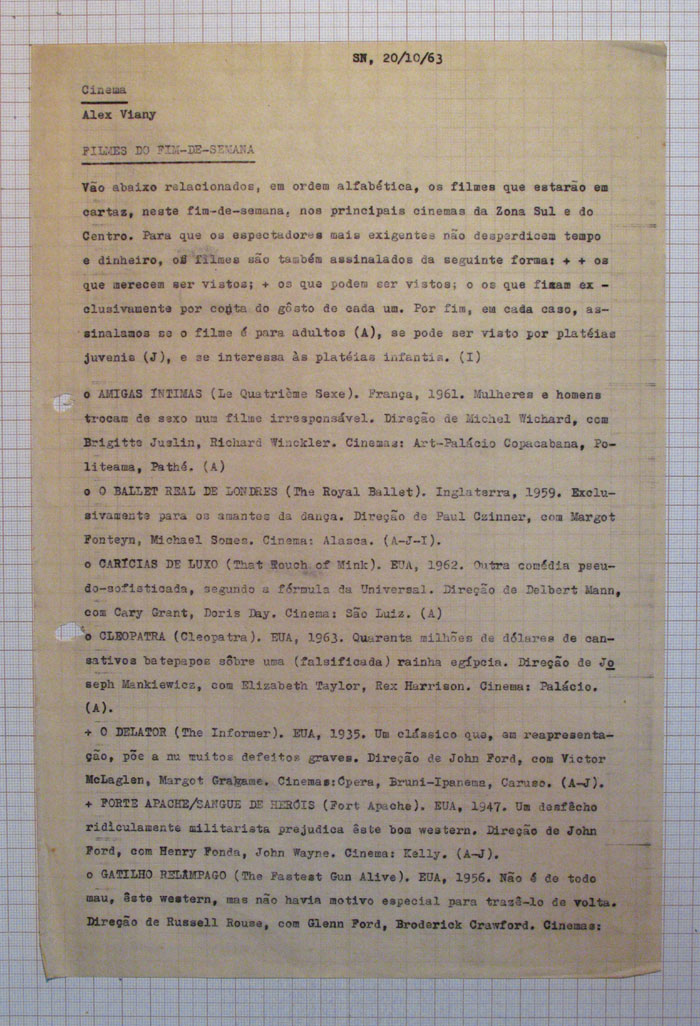 SN, 20/10/63
Cinema
Alex Viany
FILMES DO FIM-DE-SEMANA
Vão abaixo relacionados, em ordem alfabética, os filmes que estarão em
cartaz, neste fim-de-semana, nos principais cinemas da Zona Sul e do
Centro. Para que os espectadores mais exigentes não desperdicem tempo
e dinheiro, os filmes são também assinalados da seguinte forma: + + os
que merecem ser vistos; + os que podem ser vistos; o os que ficam ex -
clusivamente por conta do gôsto de cada um. Por fim, em cada caso, as-
sinalamos se o filme é para adultos (A), se pode ser visto por platéias
juvenis (J), e se interessa às platéias infantis. (I)
o AMIGAS ÍNTIMAS (Le Quatrième Sexe). França, 1961. Mulheres e homens
trocam de sexo num filme irresponsável. Direção de Michel Wichard, com
Brigitte Juslin, Richard Winckler. Cinemas: Art-Palácio Copacabana, Po-
liteama, Pathé. (A)
o O BALLET REAL DE LONDRES (The Royal Ballet). Inglaterra, 1959. Exclu-
sivamente para os amantes da dança. Direção de Paul Czinner, com Margot
Fonteyn, Michael Somes. Cinema: Alasca. (A-J-I).
o CARÍCIAS DE LUXO (That Touch of Mink). EUA, 1962. Outra comédia pseu-
do-sofisticada, segundo a fórmula da Universal. Direção de Delbert Mann,
com Cary Grant, Doris Day. Cinema: São Luiz. (A)
o CLEOPATRA (Cleopatra). EUA, 1963. Quarenta milhões de dólares de can-
sativos batepapos sôbre uma (falsificada) rainha egípcia. Direção de Jo
seph Mankiewicz, com Elizabeth Taylor, Rex Harrison. Cinema: Palácio.
(A).
+ O DELATOR (The Informer). EUA, 1935. Um clássico que, em reapresenta-
ção, põe a nu muitos defeitos graves. Direção de John Ford, com Victor
McLaglen, Margot Grahame. Cinemas:Ópera, Bruni-Ipanema, Caruso. (A-J).
+ FORTE APACHE/SANGUE DE HERÓIS (Fort Apache). EUA, 1947. Um desfêcho
ridìculamente militarista prejudica êste bom western. Direção de John
Ford, com Henry Fonda, John Wayne. Cinema: Kelly. (A-J).
o GATILHO RELÂMPAGO (The Fastest Gun Alive). EUA, 1956. Não é de todo
mau, êste western, mas não havia motivo especial para trazê-lo de volta.
Direção de Russell Rouse, com Glenn Ford, Broderick Crawford. Cinemas: